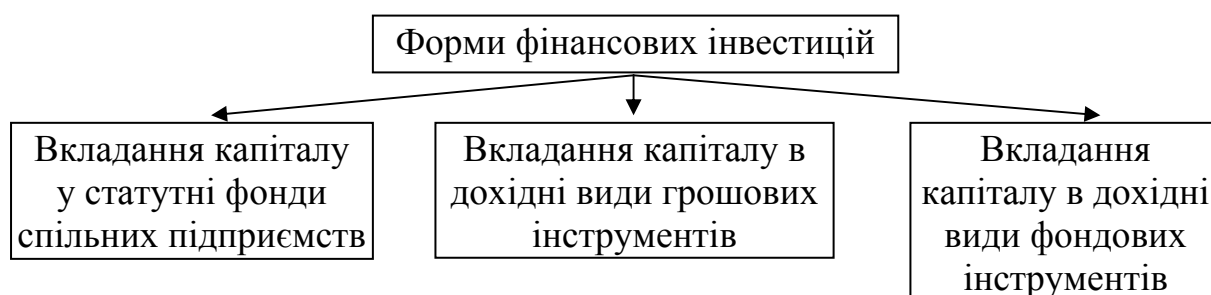 Форми фінансових інвестицій
Вкладання капіталу
у статутні фонди
спільних підприємств
Вкладання капіталу в
дохідні види грошових
інструментів
Вкладання
капіталу в дохідні
види фондових
інструментів